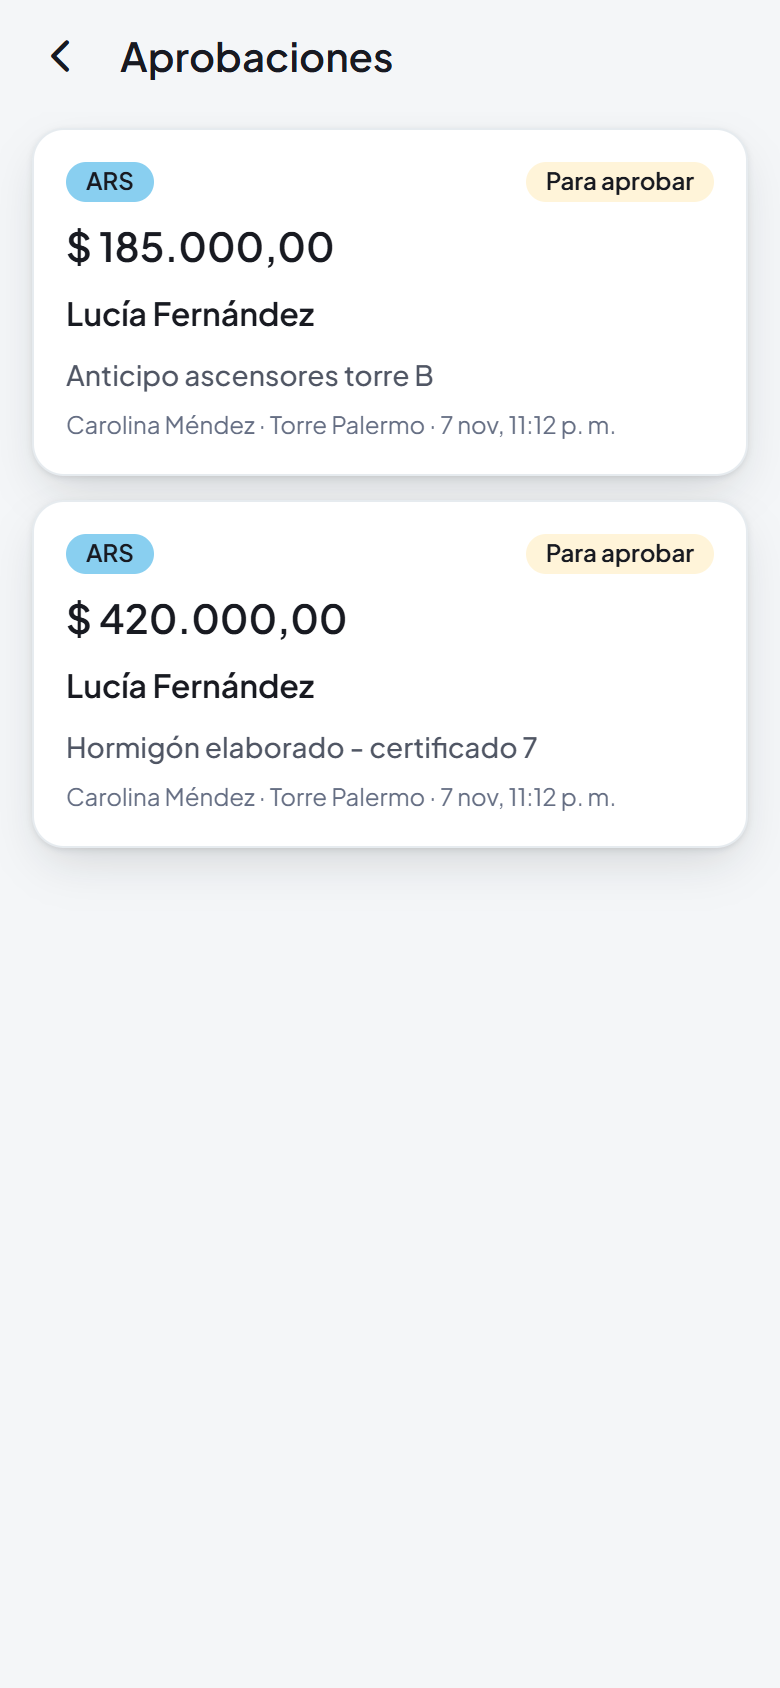 Aprobaciones
ARS
Para aprobar
$ 185.000,00
Lucía Fernández
Anticipo ascensores torre B
Carolina Méndez · Torre Palermo · 7 nov, 11:12 p. m.
ARS
Para aprobar
$ 420.000,00
Lucía Fernández
Hormigón elaborado - certificado 7
Carolina Méndez · Torre Palermo · 7 nov, 11:12 p. m.